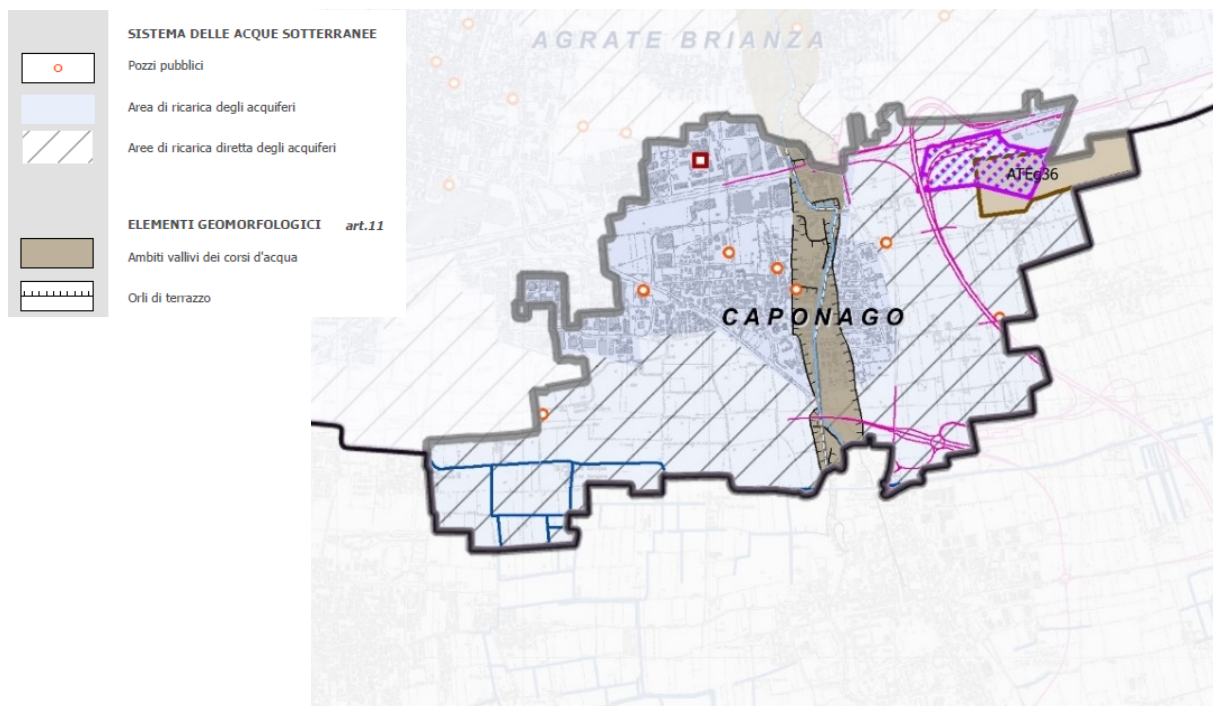 SISTEMA DELLE ACQUE SOTTERRANEE
Pozzi pubblici
Area di ricarica degli acquiferi
Aree di ricarica diretta degli acquiferi
ELEMENTI GEOMORFOLOGICI art.11
Ambiti vallivi dei corsi d'acqua
Orli di terrazzo
AGRATE BRIANZA
ATEg36
CAPONAGO